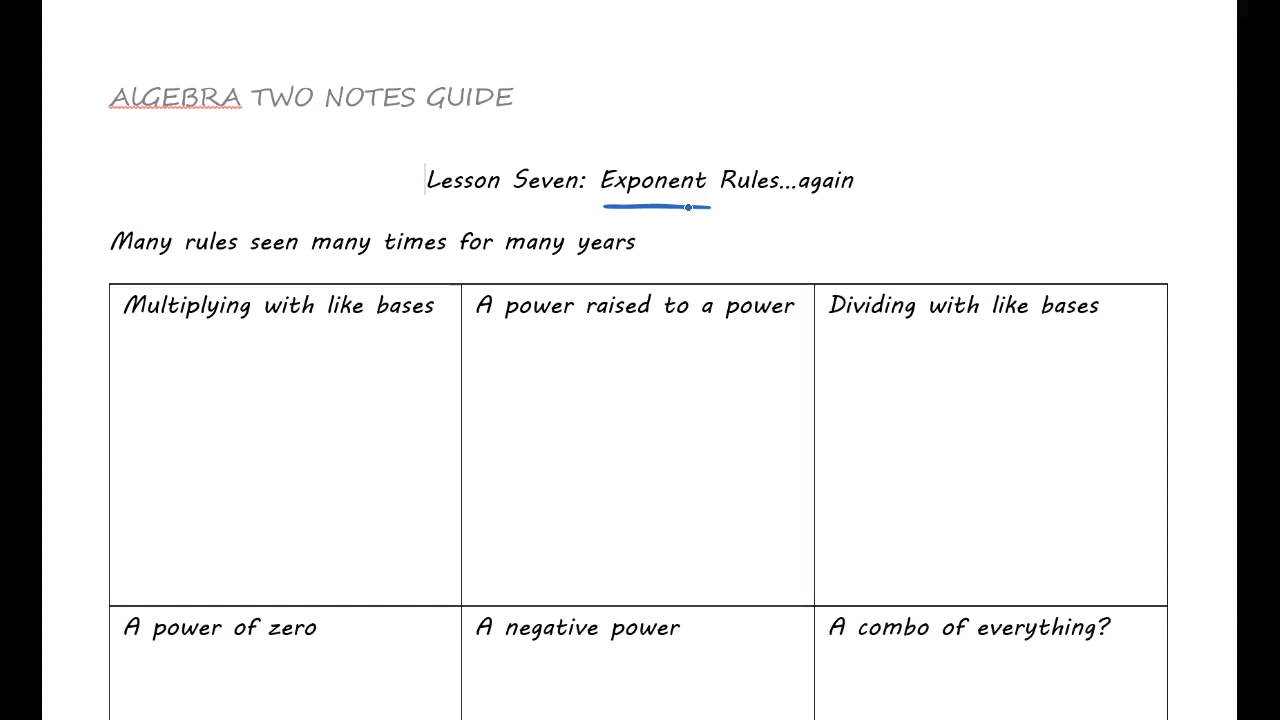 ALGEBRA TWO NOTES GUIDE
Lesson Seven: Exponent Rules...again
Many rules seen many times for many years
Multiplying with like bases
A power raised to a power
Dividing with like bases
A power of zero
A negative power
A combo of everything?